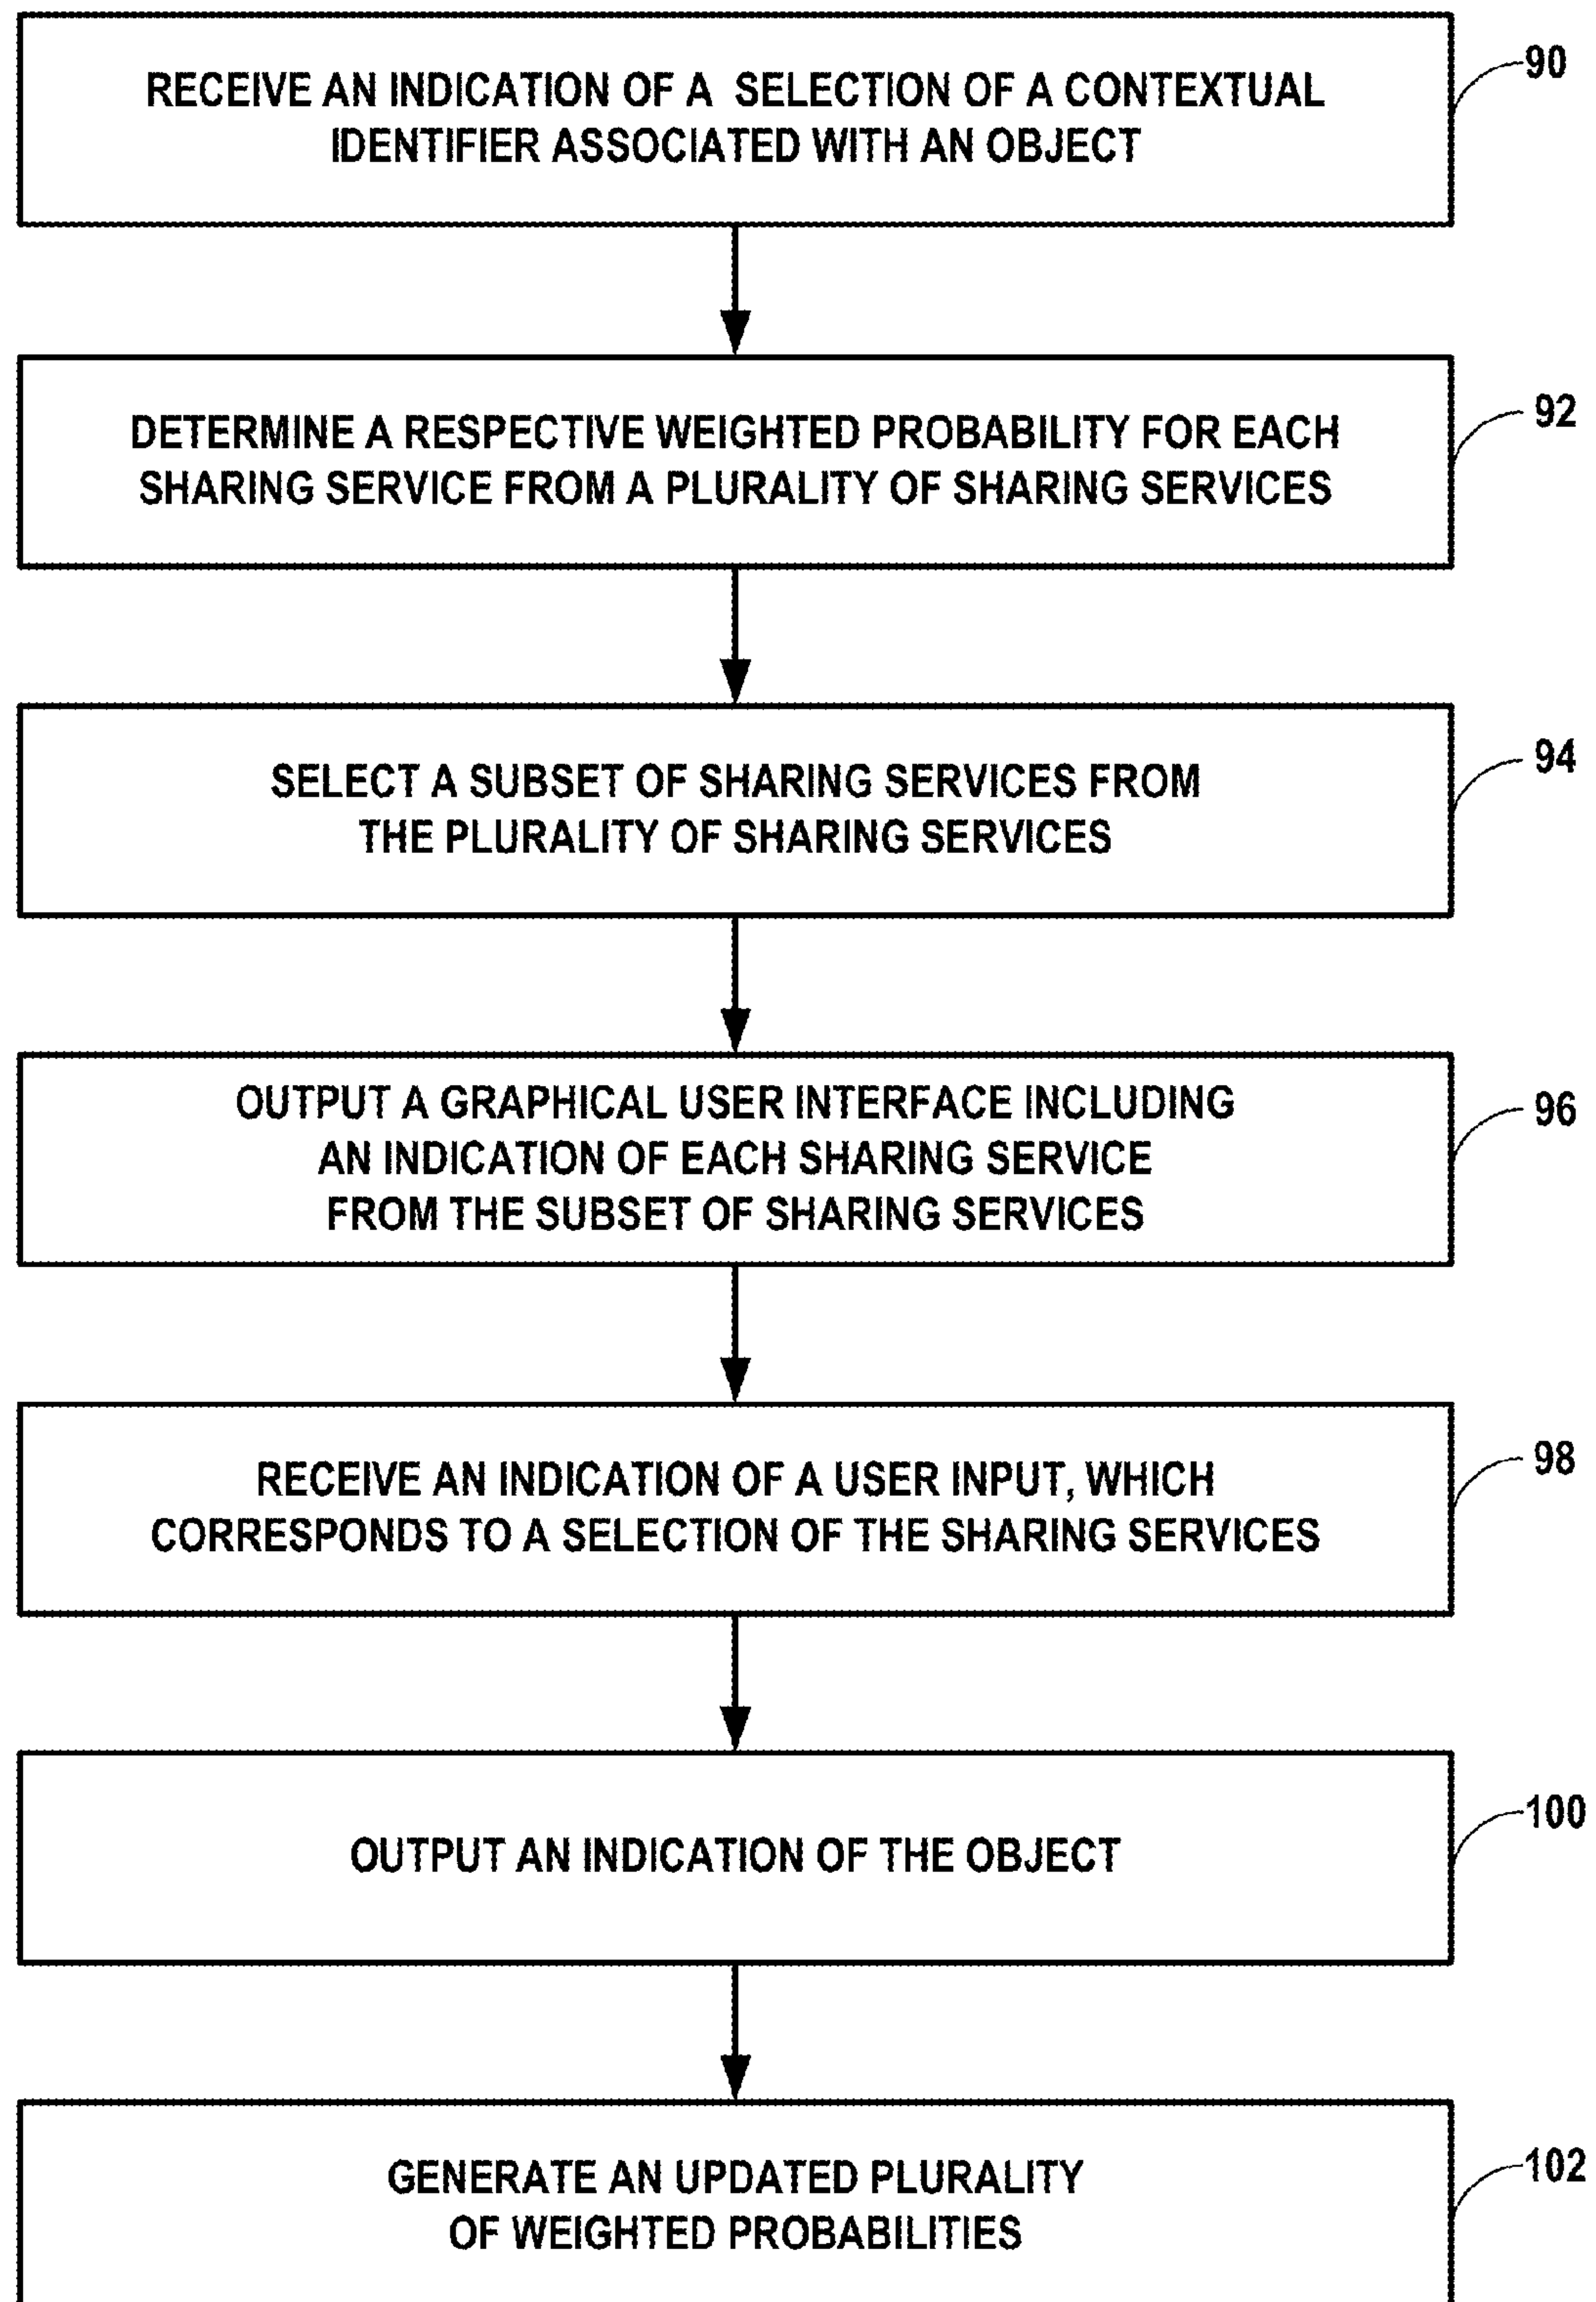 RECEIVE AN INDICATION OF A SELECTION OF A CONTEXTUAL
IDENTIFIER ASSOCIATED WITH AN OBJECT
90
DETERMINE A RESPECTIVE WEIGHTED PROBABILITY FOR EACH
SHARING SERVICE FROM A PLURALITY OF SHARING SERVICES
92
SELECT A SUBSET OF SHARING SERVICES FROM
THE PLURALITY OF SHARING SERVICES
94
OUTPUT A GRAPHICAL USER INTERFACE INCLUDING
AN INDICATION OF EACH SHARING SERVICE
FROM THE SUBSET OF SHARING SERVICES
96
RECEIVE AN INDICATION OF A USER INPUT, WHICH
CORRESPONDS TO A SELECTION OF THE SHARING SERVICES
98
OUTPUT AN INDICATION OF THE OBJECT
100
GENERATE AN UPDATED PLURALITY
OF WEIGHTED PROBABILITIES
102